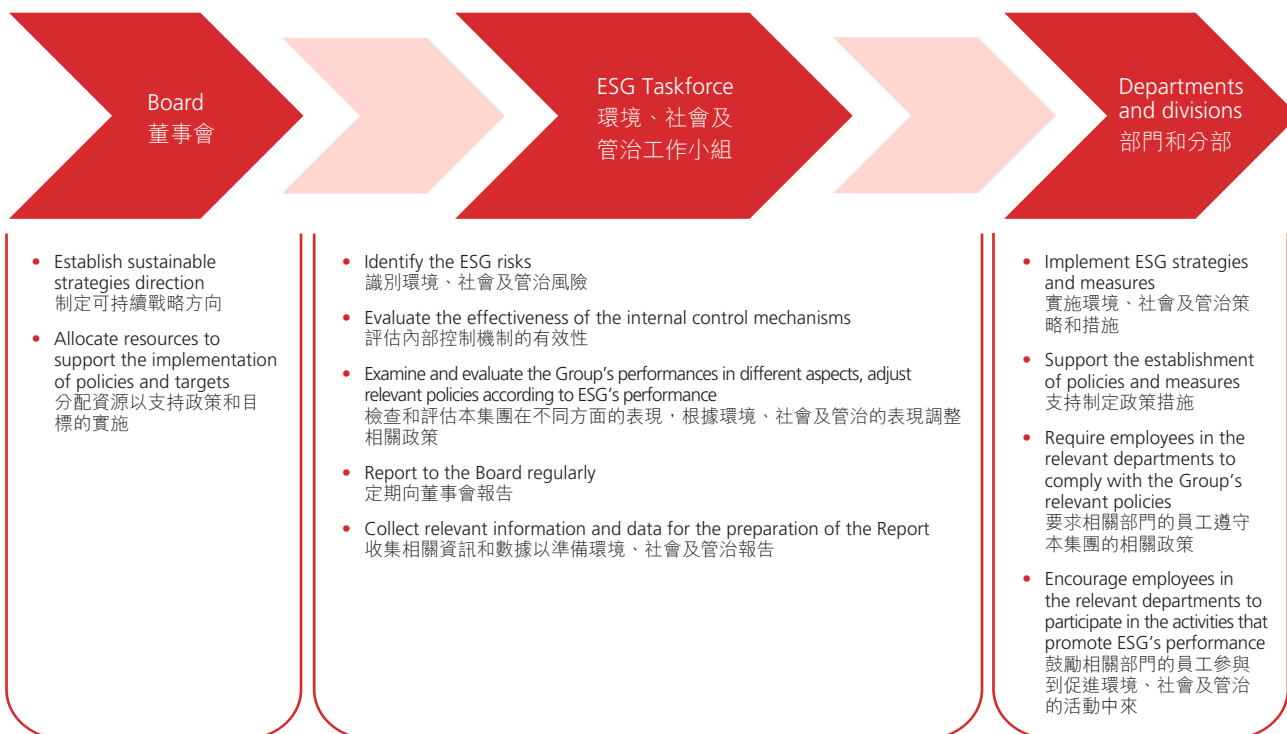 Board
董事會
ESG Taskforce
環境、社會及
管治工作小組
Departments
and divisions
部門和分部
• Establish sustainable
strategies direction
制定可持續戰略方向
• Allocate resources to
support the implementation
of policies and targets
分配資源以支持政策和目
標的實施
• Identify the ESG risks
識別環境、社會及管治風險
• Evaluate the effectiveness of the internal control mechanisms
評估內部控制機制的有效性
• Examine and evaluate the Group's performances in different aspects, adjust
relevant policies according to ESG's performance
檢查和評估本集團在不同方面的表現，根據環境、社會及管治的表現調整
相關政策
• Report to the Board regularly
定期向董事會報告
• Collect relevant information and data for the preparation of the Report
收集相關資訊和數據以準備環境、社會及管治報告
• Implement ESG strategies
and measures
實施環境、社會及管治策
略和措施
• Support the establishment
of policies and measures
支持制定政策措施
• Require employees in the
relevant departments to
comply with the Group's
relevant policies
要求相關部門的員工遵守
本集團的相關政策
• Encourage employees in
the relevant departments to
participate in the activities that
promote ESG's performance
鼓勵相關部門的員工參與
到促進環境、社會及管治
的活動中來